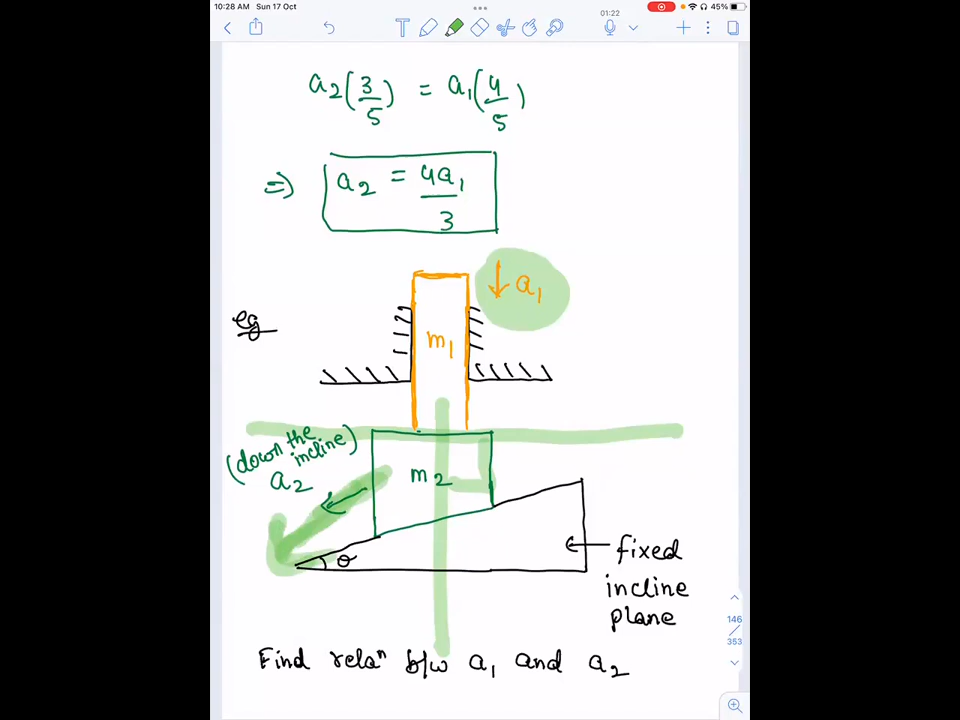 10:28 AM Sun 17 Oct
01:22
45%
a2(3/5) = a1(4/5)
⇒ a2 = 4a1/3
↓ a1
eg
m1
(down the incline)
a2
m2
θ
fixed
incline
plane
146
/
353
Find relaⁿ b/w a1 and a2